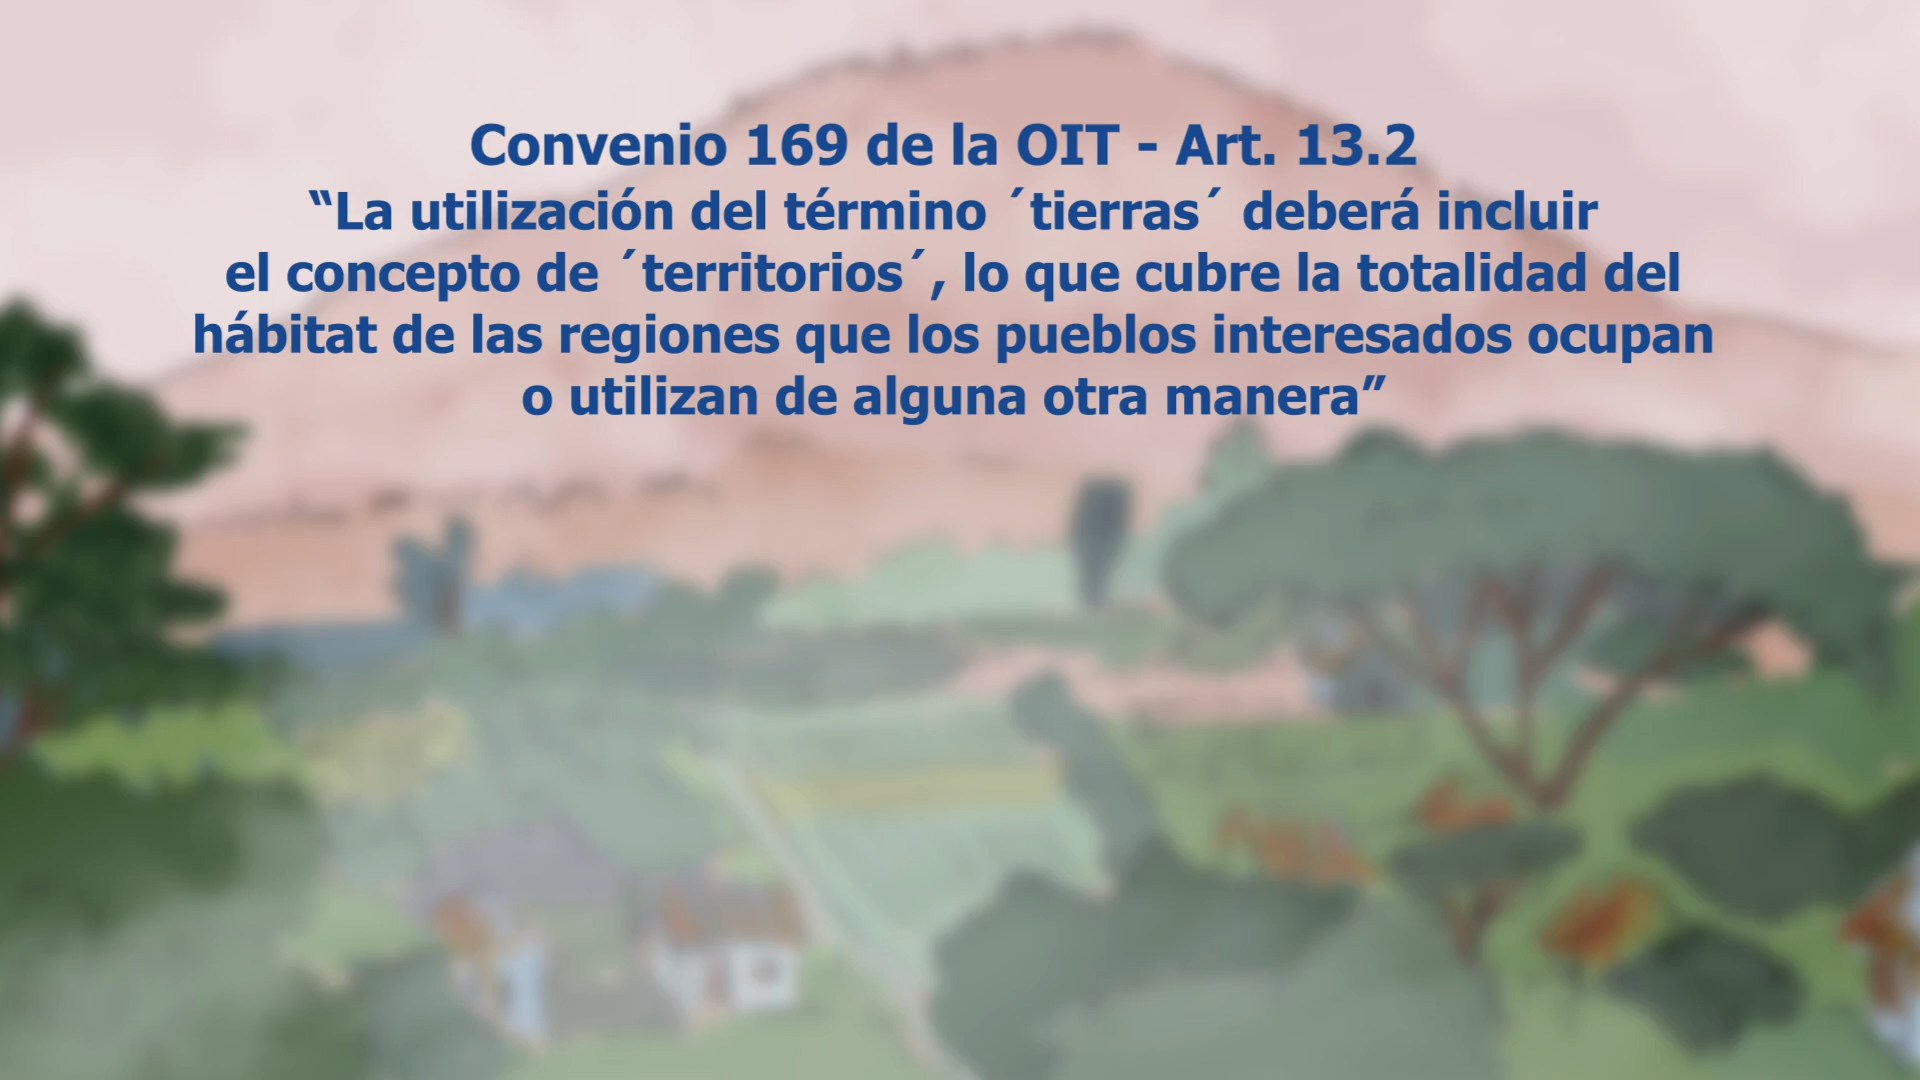 Convenio 169 de la OIT - Art. 13.2
“La utilización del término ´tierras´ deberá incluir
el concepto de ´territorios´, lo que cubre la totalidad del
hábitat de las regiones que los pueblos interesados ocupan
o utilizan de alguna otra manera”